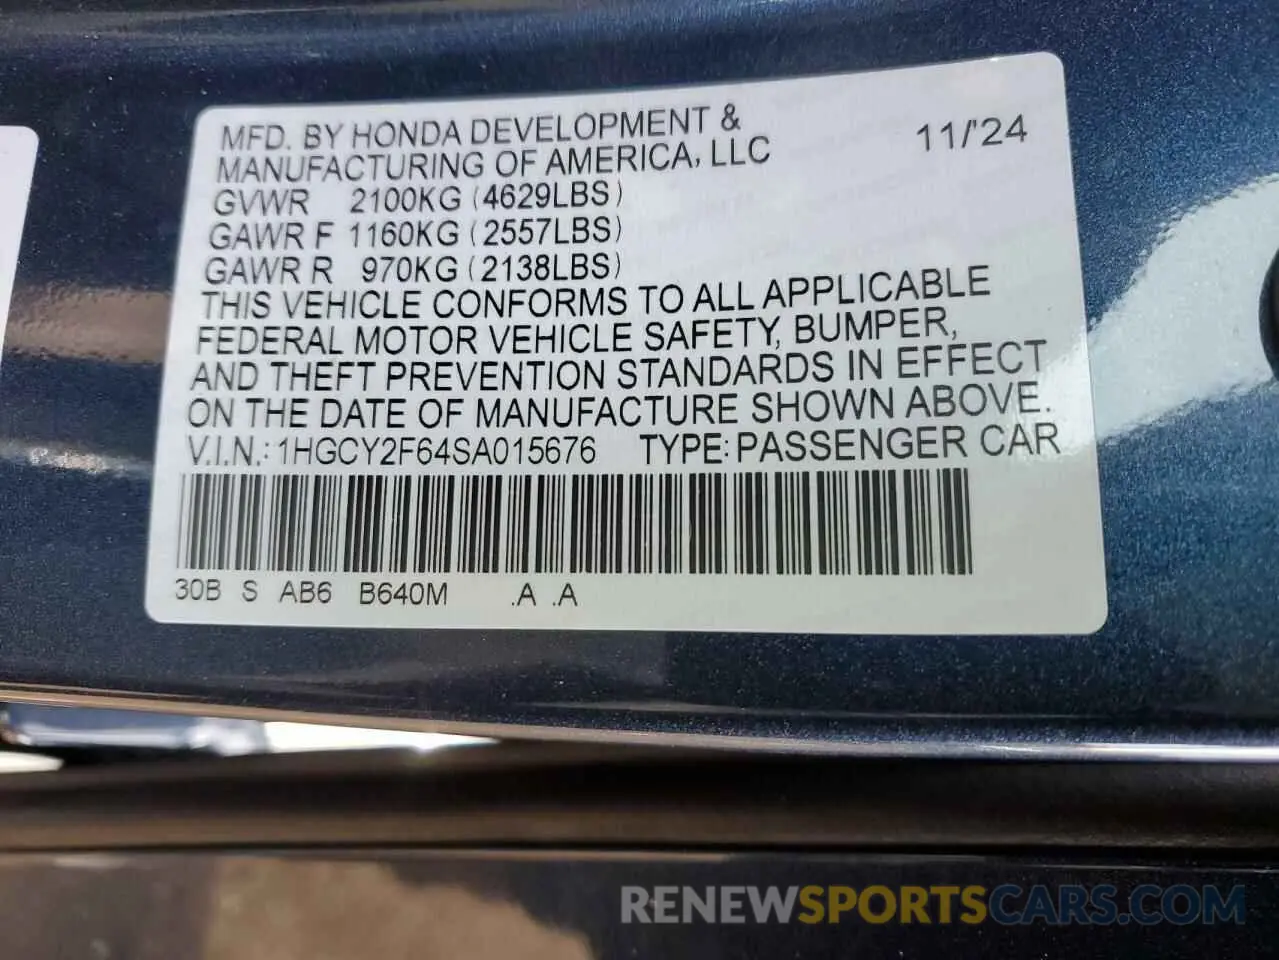 MFD. BY HONDA DEVELOPMENT &
MANUFACTURING OF AMERICA, LLC 11/'24
GVWR 2100KG (4629LBS)
GAWR F 1160KG (2557LBS)
GAWR R 970KG (2138LBS)
THIS VEHICLE CONFORMS TO ALL APPLICABLE
FEDERAL MOTOR VEHICLE SAFETY, BUMPER,
AND THEFT PREVENTION STANDARDS IN EFFECT
ON THE DATE OF MANUFACTURE SHOWN ABOVE.
V.I.N.: 1HGCY2F64SA015676 TYPE: PASSENGER CAR
30B S AB6 B640M .A .A
RENEWSPORTSCARS.COM